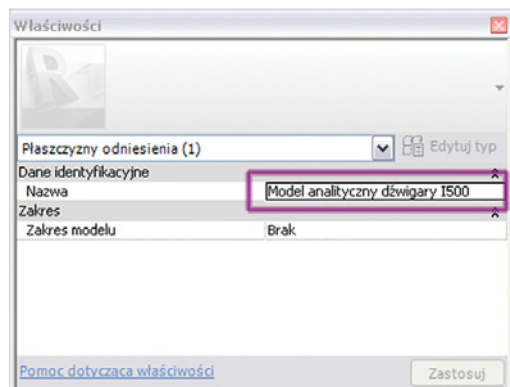 Właściwości
Płaszczyzny odniesienia (1)
Edytuj typ
Dane identyfikacyjne
Nazwa Model analityczny dźwigary I500
Zakres
Zakres modelu Brak
Pomoc dotycząca właściwości
Zastosuj